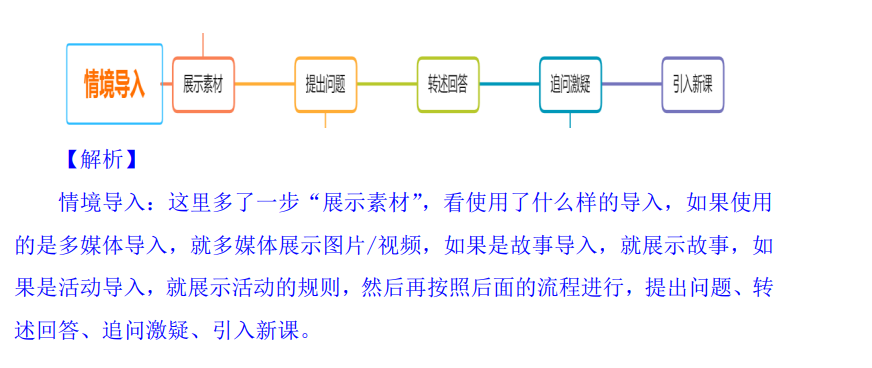 情境导入 展示素材 提出问题 转述回答 追问激疑 引入新课
【解析】
情境导入：这里多了一步“展示素材”，看使用了什么样的导入，如果使用
的是多媒体导入，就多媒体展示图片/视频，如果是故事导入，就展示故事，如
果是活动导入，就展示活动的规则，然后再按照后面的流程进行，提出问题、转
述回答、追问激疑、引入新课。